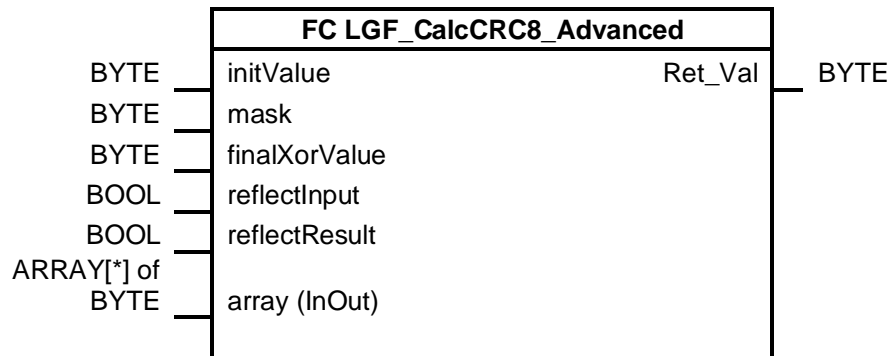 FC LGF_CalcCRC8_Advanced
BYTE initValue Ret_Val BYTE
BYTE mask
BYTE finalXorValue
BOOL reflectInput
BOOL reflectResult
ARRAY[*] of
BYTE array (InOut)